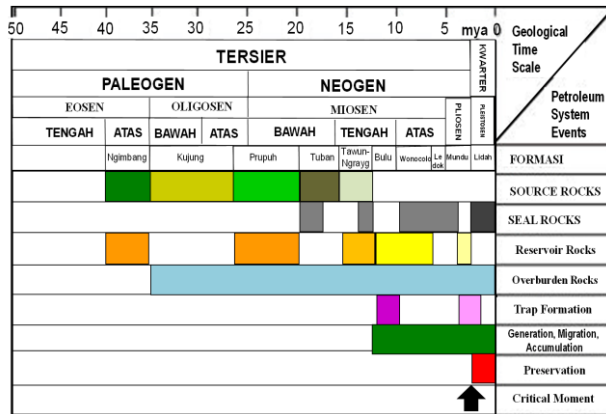 50 45 40 35 30 25 20 15 10 5 mya 0
Geological
Time
Scale
Petroleum
System
Events
TERSIER
KWARTER
PALEOGEN NEOGEN
EOSEN OLIGOSEN MIOSEN PLIOSEN PLEISTOSEN
TENGAH ATAS BAWAH ATAS BAWAH TENGAH ATAS
Ngimbang Kujung Prupuh Tuban Tawun-
Ngrayg Bulu Wonocolo Le
dok Mundu Lidah FORMASI
SOURCE ROCKS
SEAL ROCKS
Reservoir Rocks
Overburden Rocks
Trap Formation
Generation, Migration,
Accumulation
Preservation
Critical Moment